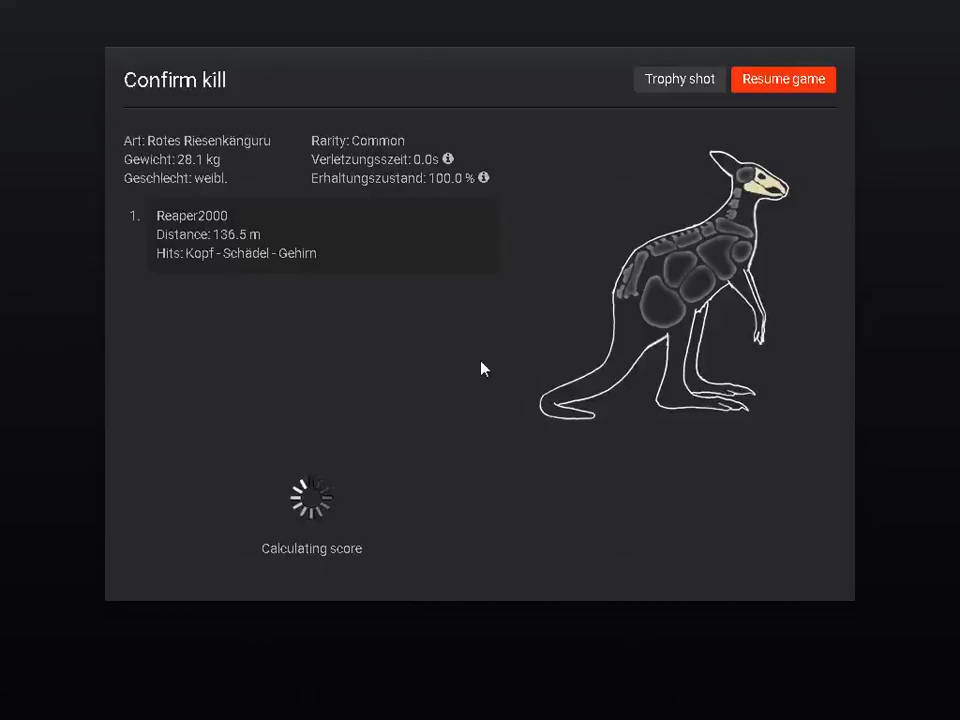 Confirm kill
Trophy shot
Resume game
Art: Rotes Riesenkänguru
Rarity: Common
Gewicht: 28.1 kg
Verletzungsszeit: 0.0s
Geschlecht: weibl.
Erhaltungszustand: 100.0 %
1. Reaper2000
Distance: 136.5 m
Hits: Kopf - Schädel - Gehirn
Calculating score